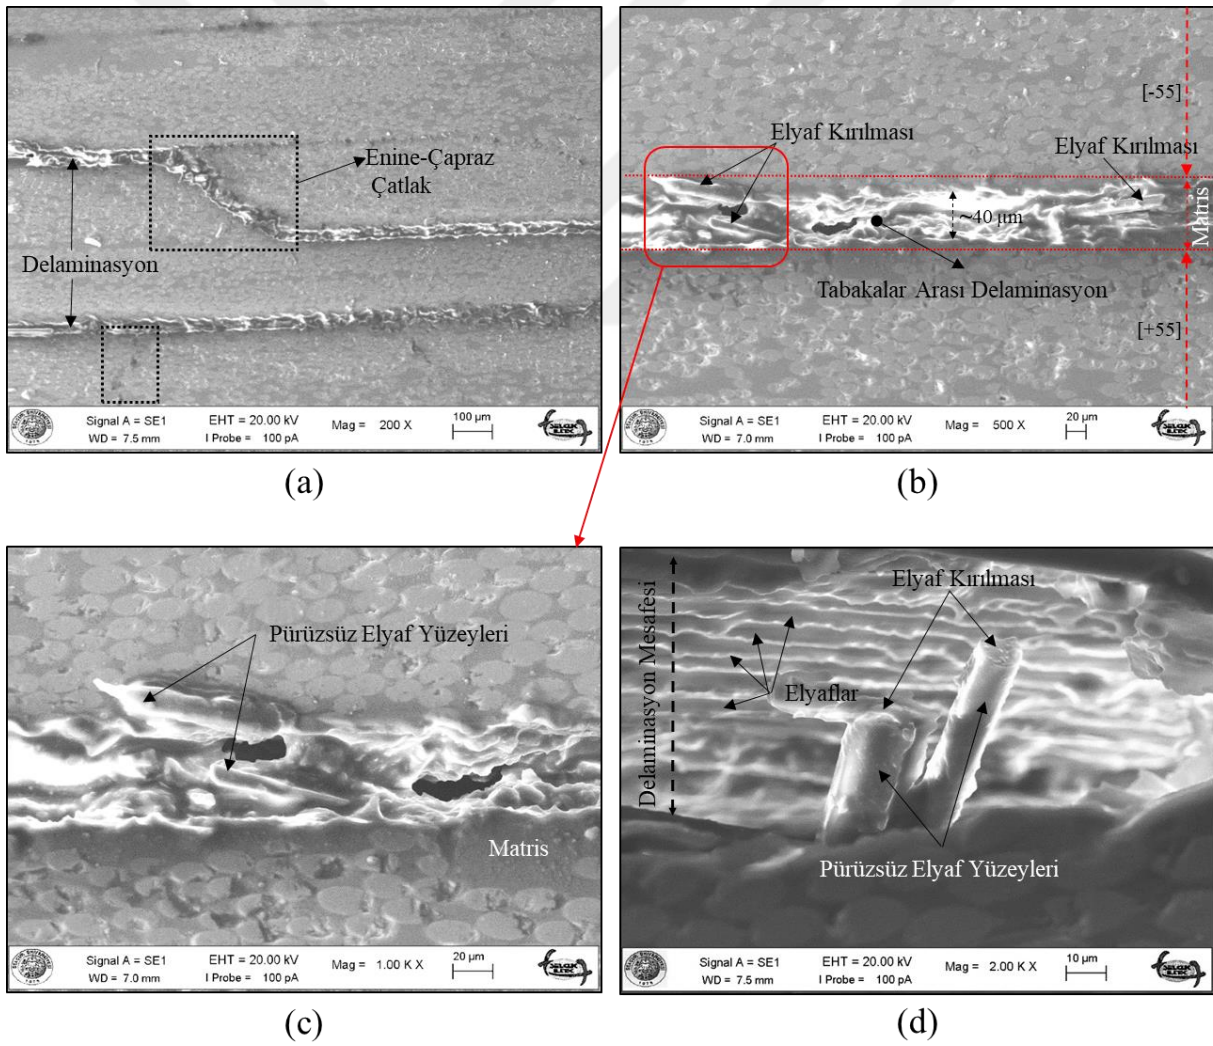 Enine-Çapraz
Çatlak
Delaminasyon
Signal A = SE1
EHT = 20.00 kV
WD = 7.5 mm
I Probe = 100 pA
Mag = 200 X
100 µm
(a)
[-55]
Elyaf Kırılması
Elyaf Kırılması
~40 µm
Matris
Tabakalar Arası Delaminasyon
[+55]
Signal A = SE1
EHT = 20.00 kV
WD = 7.0 mm
I Probe = 100 pA
Mag = 500 X
20 µm
(b)
Pürüzsüz Elyaf Yüzeyleri
Matris
Signal A = SE1
EHT = 20.00 kV
WD = 7.0 mm
I Probe = 100 pA
Mag = 1.00 K X
20 µm
(c)
Elyaf Kırılması
Delaminasyon Mesafesi
Elyaflar
Pürüzsüz Elyaf Yüzeyleri
Signal A = SE1
EHT = 20.00 kV
WD = 7.5 mm
I Probe = 100 pA
Mag = 2.00 K X
10 µm
(d)